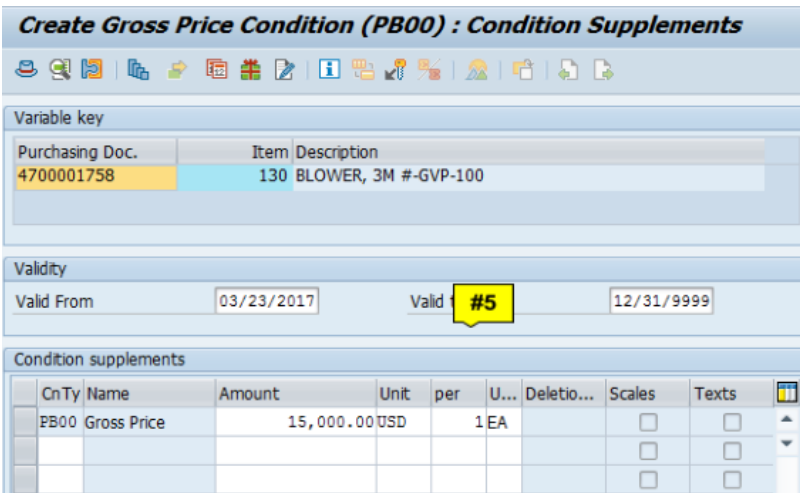 Create Gross Price Condition (PB00) : Condition Supplements
Variable key
Purchasing Doc. Item Description
4700001758 130 BLOWER, 3M #-GVP-100
Validity
Valid From 03/23/2017 Valid #5 12/31/9999
Condition supplements
CnTy Name Amount Unit per U... Deletio... Scales Texts
PB00 Gross Price 15,000.00 USD 1 EA